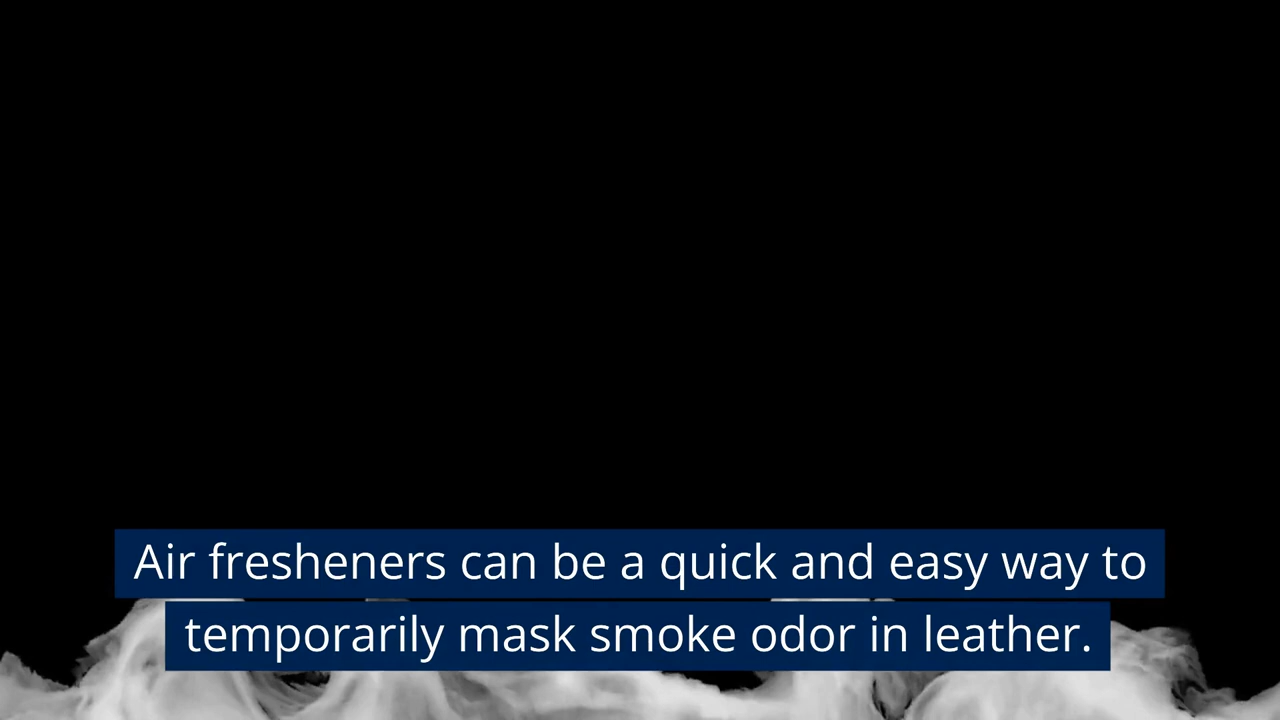 Air fresheners can be a quick and easy way to
temporarily mask smoke odor in leather.